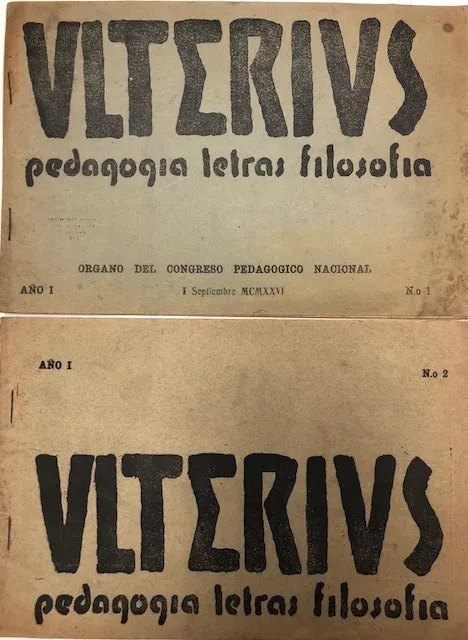 VLTERIVS
pedagogia letras filosofia
ORGANO DEL CONGRESO PEDAGOGICO NACIONAL
AÑO I 1 Septiembre MCMXXVI N.o 1
AÑO I N.o 2
VLTERIVS
pedagogia letras filosofia